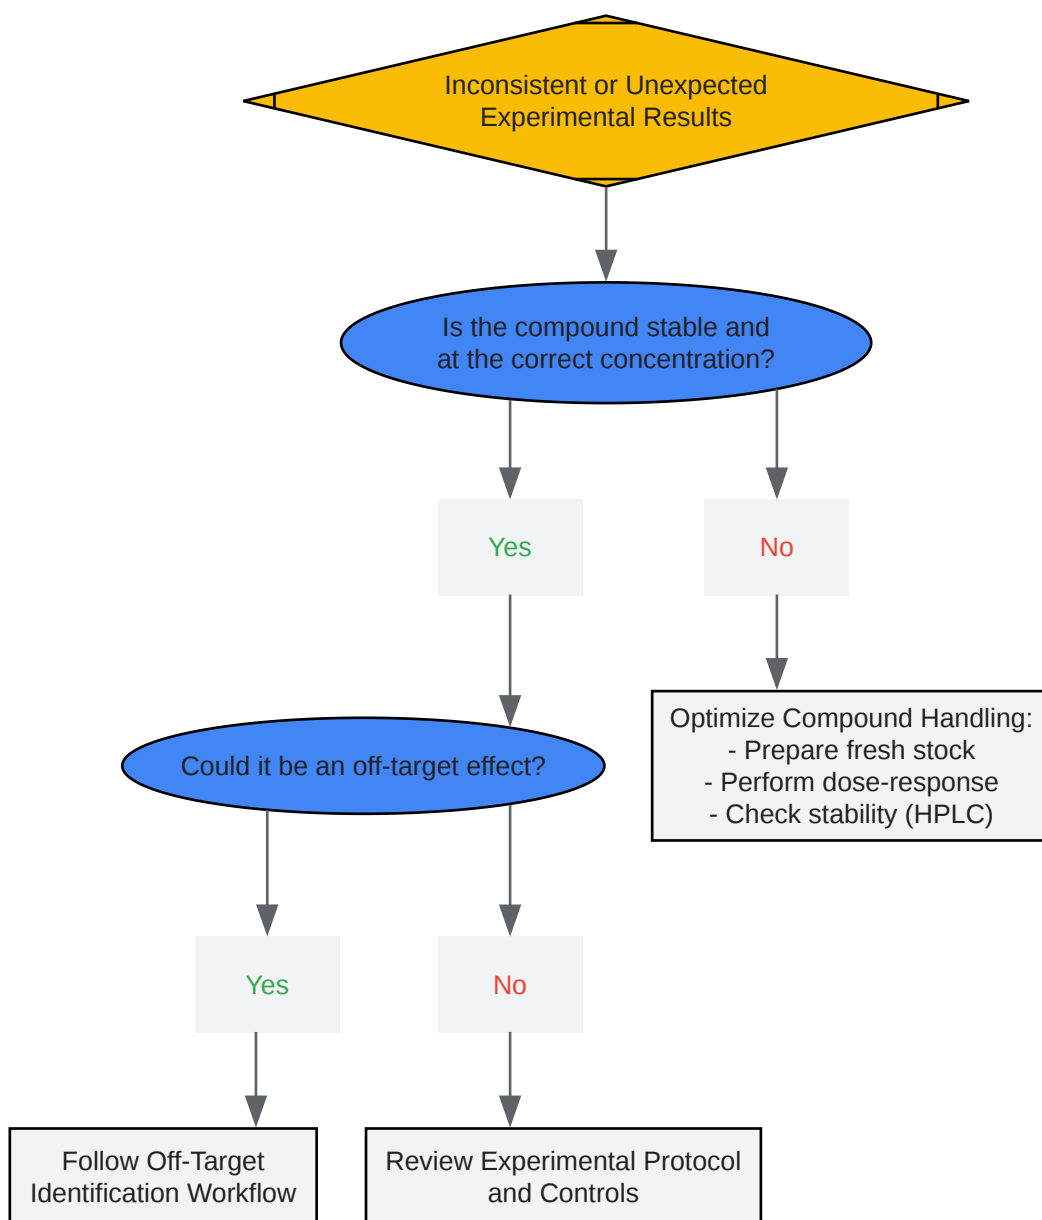 Inconsistent or Unexpected
Experimental Results
Is the compound stable and
at the correct concentration?
Yes
No
Optimize Compound Handling:
- Prepare fresh stock
- Perform dose-response
- Check stability (HPLC)
Could it be an off-target effect?
Yes
No
Follow Off-Target
Identification Workflow
Review Experimental Protocol
and Controls